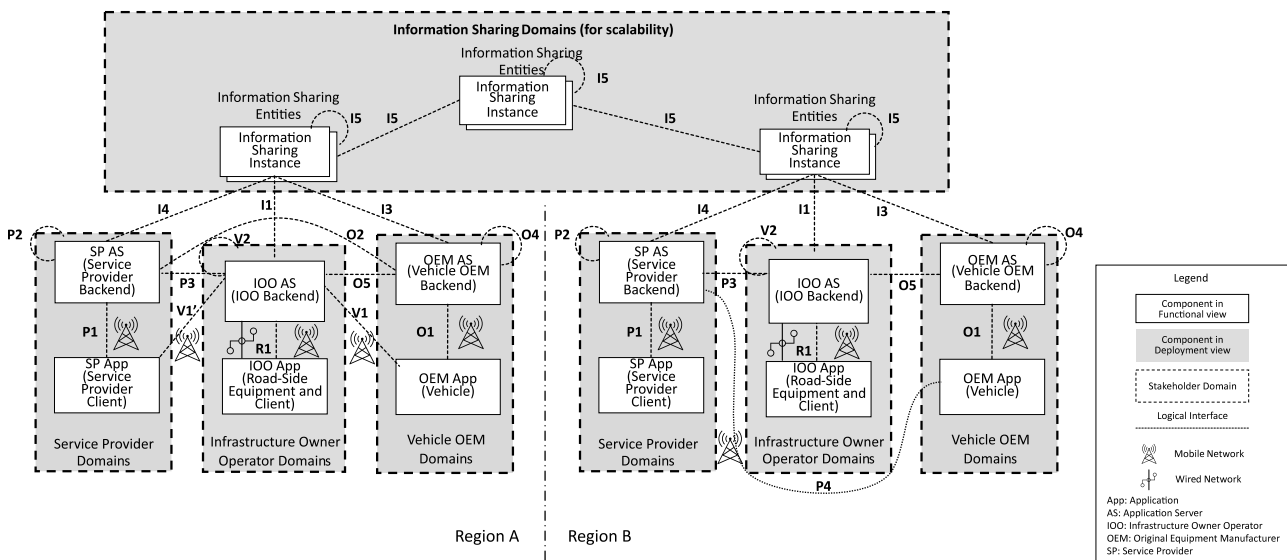 Information Sharing Domains (for scalability)
Information Sharing
Entities
I5
Information
Sharing
Instance
Information Sharing
Entities
I5
I5
Information
Sharing
Instance
I5
Information Sharing
Entities
I5
Information
Sharing
Instance
I4
I1
I3
I4
I1
I3
P2
V2
O2
O4
P2
V2
O4
SP AS
(Service
Provider
Backend)
P3
IOO AS
(IOO Backend)
O5
OEM AS
(Vehicle OEM
Backend)
V1'
V1
P1
R1
O1
SP App
(Service
Provider
Client)
IOO App
(Road-Side
Equipment and
Client)
OEM App
(Vehicle)
Service Provider
Domains
Infrastructure Owner
Operator Domains
Vehicle OEM
Domains
SP AS
(Service
Provider
Backend)
P3
IOO AS
(IOO Backend)
O5
OEM AS
(Vehicle OEM
Backend)
P1
R1
O1
SP App
(Service
Provider
Client)
IOO App
(Road-Side
Equipment and
Client)
OEM App
(Vehicle)
Service Provider
Domains
Infrastructure Owner
Operator Domains
Vehicle OEM
Domains
P4
Region A
Region B
Legend
Component in
Functional view
Component in
Deployment view
Stakeholder Domain
Logical Interface
Mobile Network
Wired Network
App: Application
AS: Application Server
IOO: Infrastructure Owner Operator
OEM: Original Equipment Manufacturer
SP: Service Provider